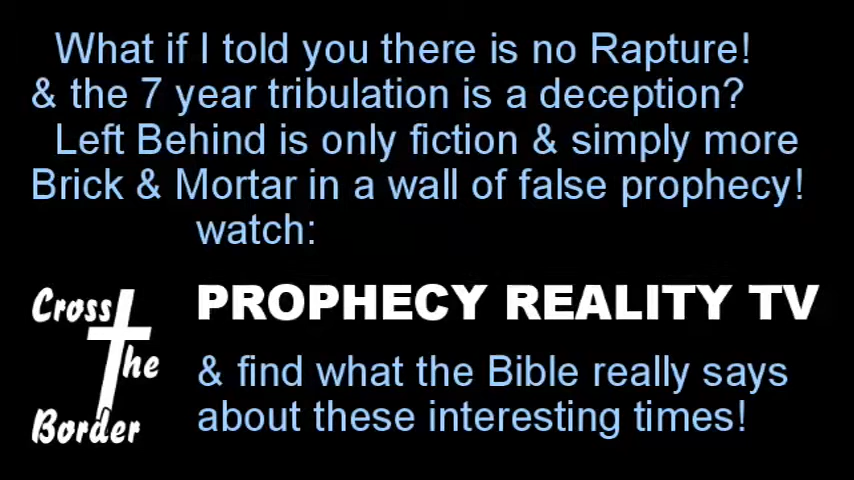 What if I told you there is no Rapture!
& the 7 year tribulation is a deception?
Left Behind is only fiction & simply more
Brick & Mortar in a wall of false prophecy!
watch:
Cross
The
Border
PROPHECY REALITY TV
& find what the Bible really says
about these interesting times!